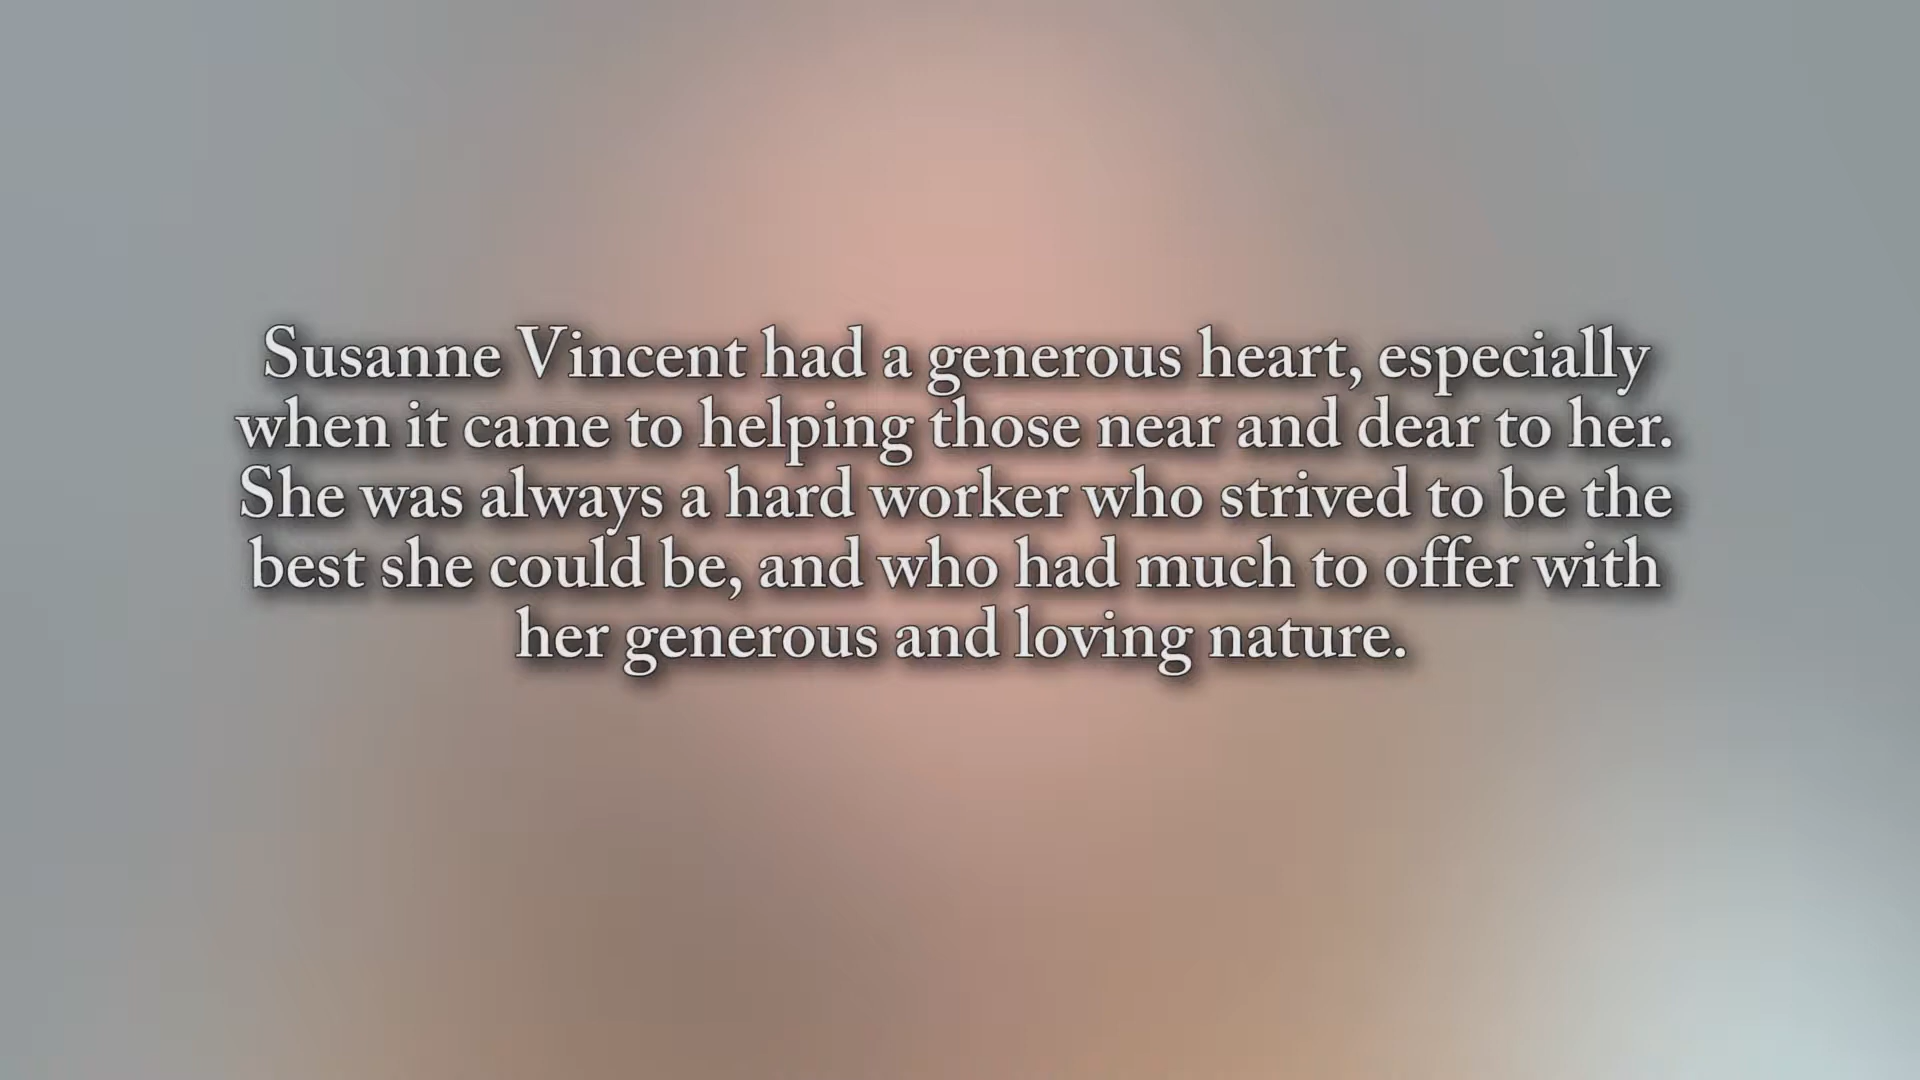 Susanne Vincent had a generous heart, especially
when it came to helping those near and dear to her.
She was always a hard worker who strived to be the
best she could be, and who had much to offer with
her generous and loving nature.